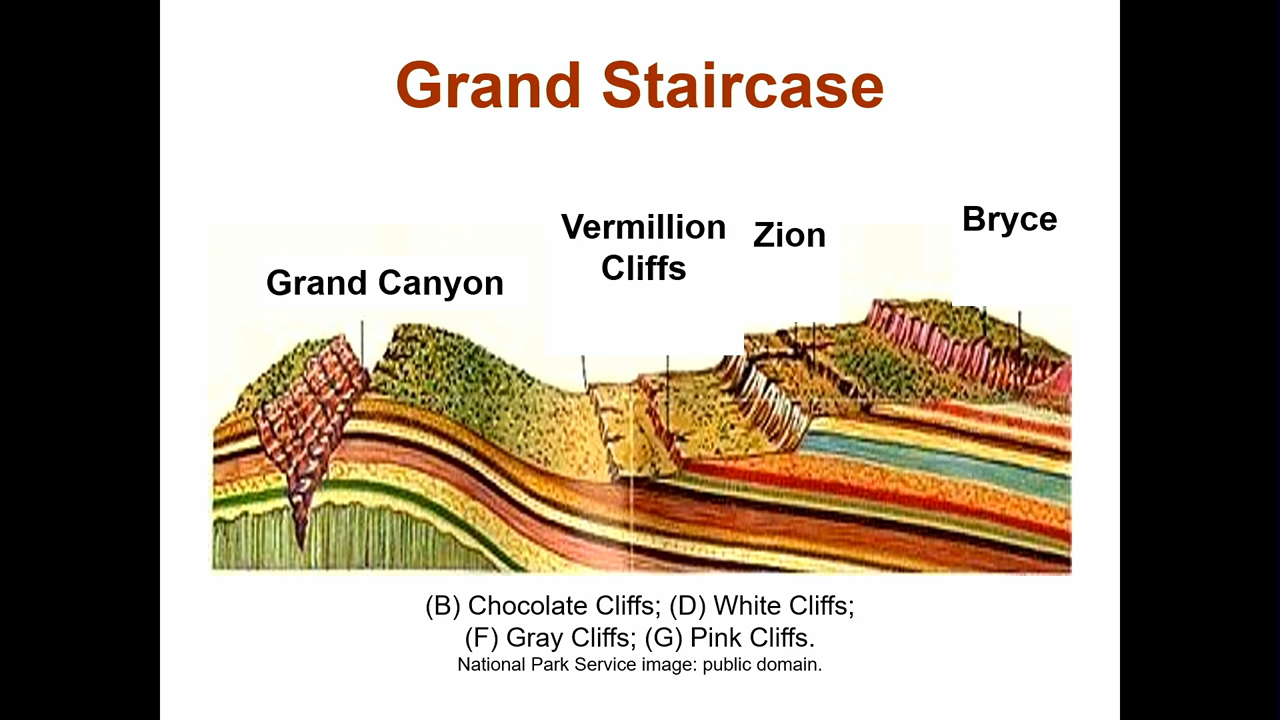 Grand Staircase
Vermillion
Cliffs
Zion
Bryce
Grand Canyon
(B) Chocolate Cliffs; (D) White Cliffs;
(F) Gray Cliffs; (G) Pink Cliffs.
National Park Service image: public domain.